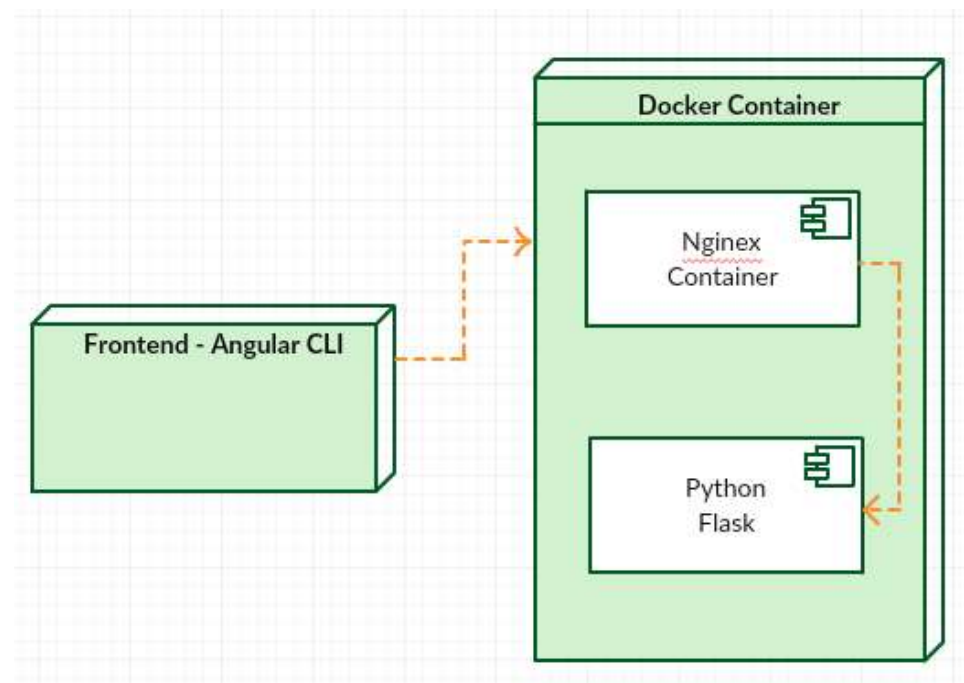 Docker Container
Nginex
Container
Frontend - Angular CLI
Python
Flask